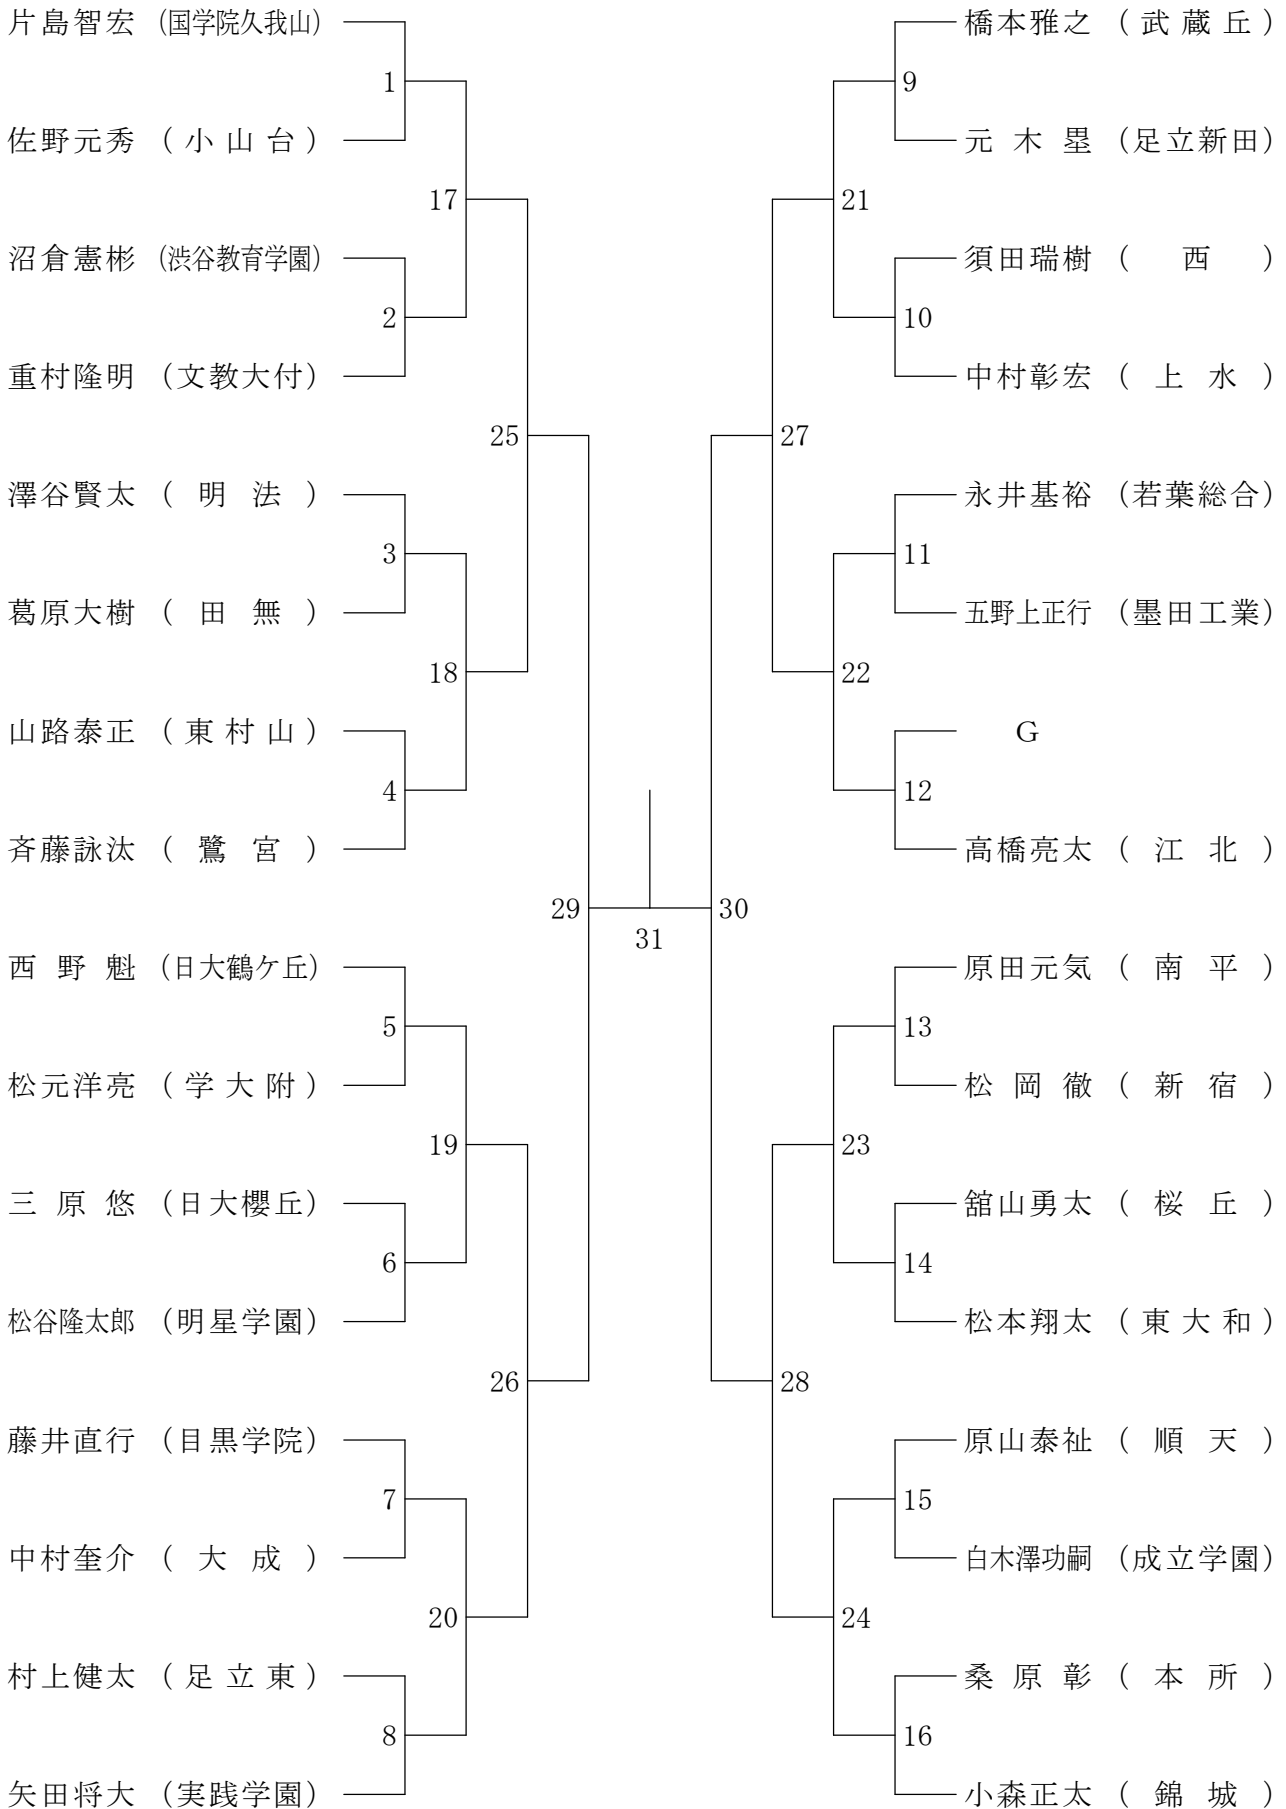 片島智宏 (国学院久我山)
1
佐野元秀 (小山台)
17
沼倉憲彬 (渋谷教育学園)
2
重村隆明 (文教大付)
25
澤谷賢太 (明法)
3
葛原大樹 (田無)
18
山路泰正 (東村山)
4
斉藤詠汰 (鷺宮)
29
西野魁 (日大鶴ケ丘)
5
松元洋亮 (学大附)
19
三原悠 (日大櫻丘)
6
松谷隆太郎 (明星学園)
26
藤井直行 (目黒学院)
7
中村奎介 (大成)
20
村上健太 (足立東)
8
矢田将大 (実践学園)
31
橋本雅之 (武蔵丘)
9
元木塁 (足立新田)
21
須田瑞樹 (西)
10
中村彰宏 (上水)
27
永井基裕 (若葉総合)
11
五野上正行 (墨田工業)
22
G
12
高橋亮太 (江北)
30
原田元気 (南平)
13
松岡徹 (新宿)
23
舘山勇太 (桜丘)
14
松本翔太 (東大和)
28
原山泰祉 (順天)
15
白木澤功嗣 (成立学園)
24
桑原彰 (本所)
16
小森正太 (錦城)